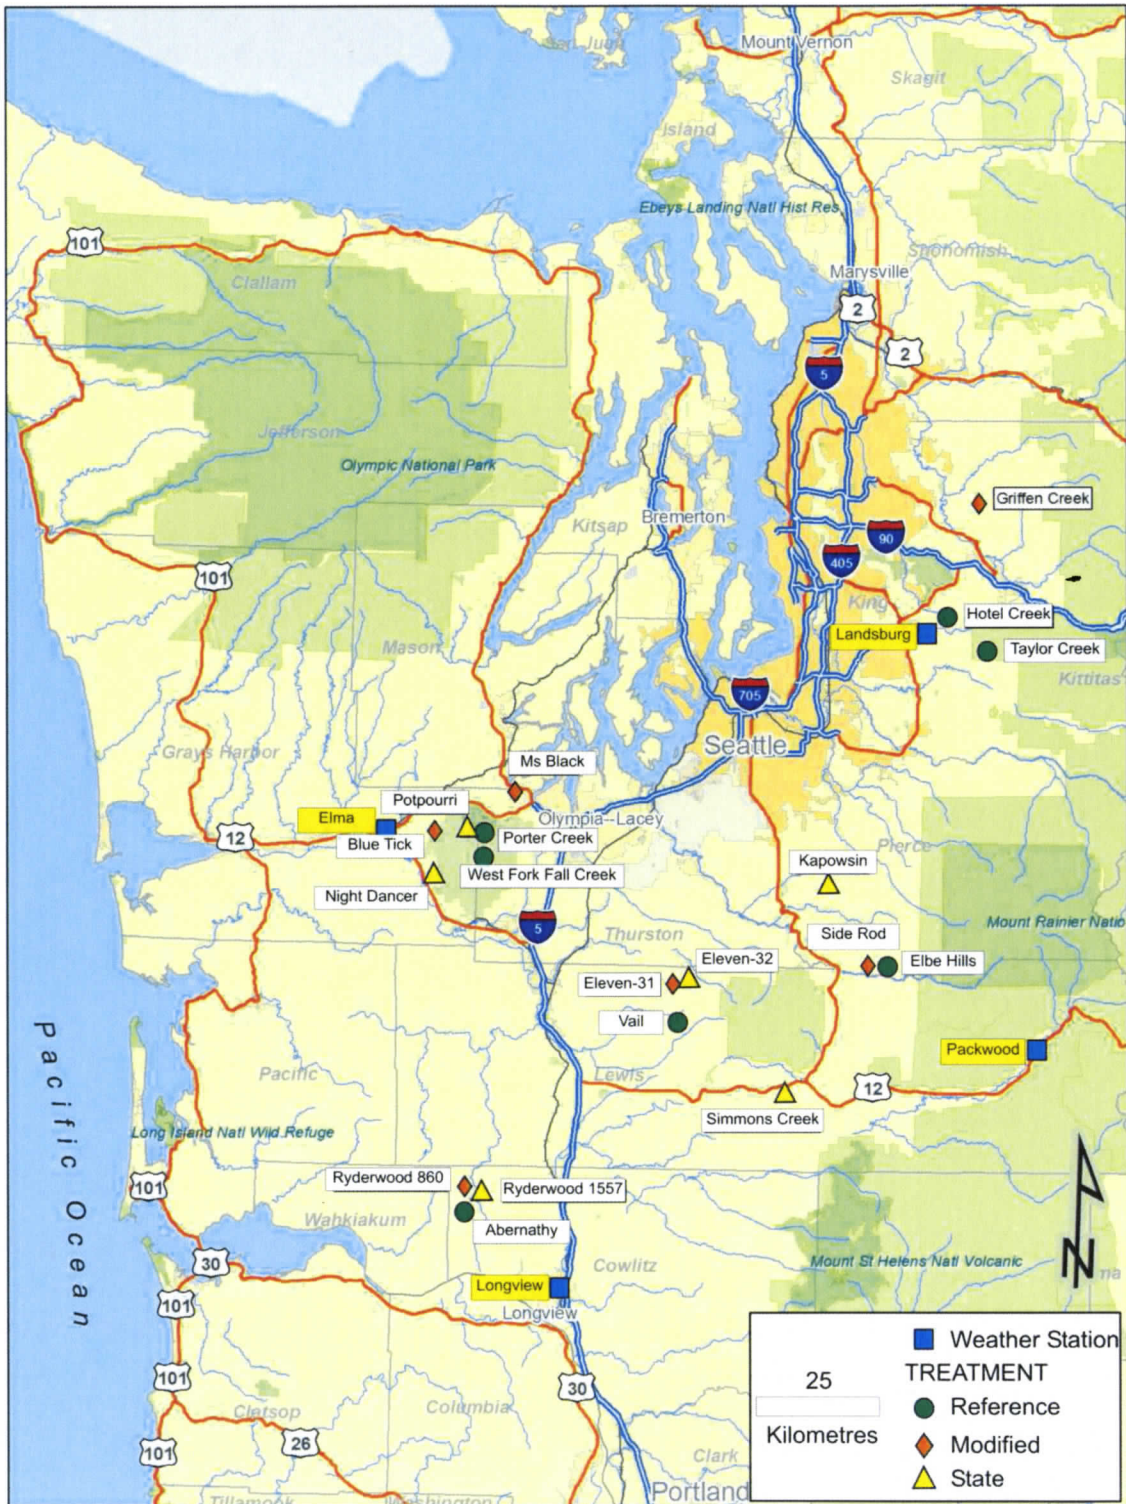 San Juan
Mount Vernon
Skagit
Island
Ebeys Landing Natl Hist Res
Snohomish
101
Clallam
Marysville
2
2
5
Jefferson
Olympic National Park
Griffen Creek
Kitsap
Bremerton
90
405
101
King
Hotel Creek
Landsburg
Taylor Creek
Mason
Kittitas
705
Seattle
Grays Harbor
Ms Black
Potpourri
Elma
Olympia--Lacey
12
Blue Tick
Porter Creek
Pierce
Kapowsin
West Fork Fall Creek
Night Dancer
Mount Rainier Natio
5
Thurston
Side Rod
Eleven-32
Elbe Hills
Eleven-31
Vail
Pacific Ocean
Packwood
Pacific
Lewis
12
Simmons Creek
Long Island Natl Wild Refuge
Ryderwood 860
101
Ryderwood 1557
Wahkiakum
Abernathy
30
Cowlitz
Mount St Helens Natl Volcanic
N
ma
Longview
101
Longview
Weather Station
TREATMENT
25
101
30
Reference
Kilometres
Columbia
26
Modified
101
Clark
State
Portland
Tillamook
Washington